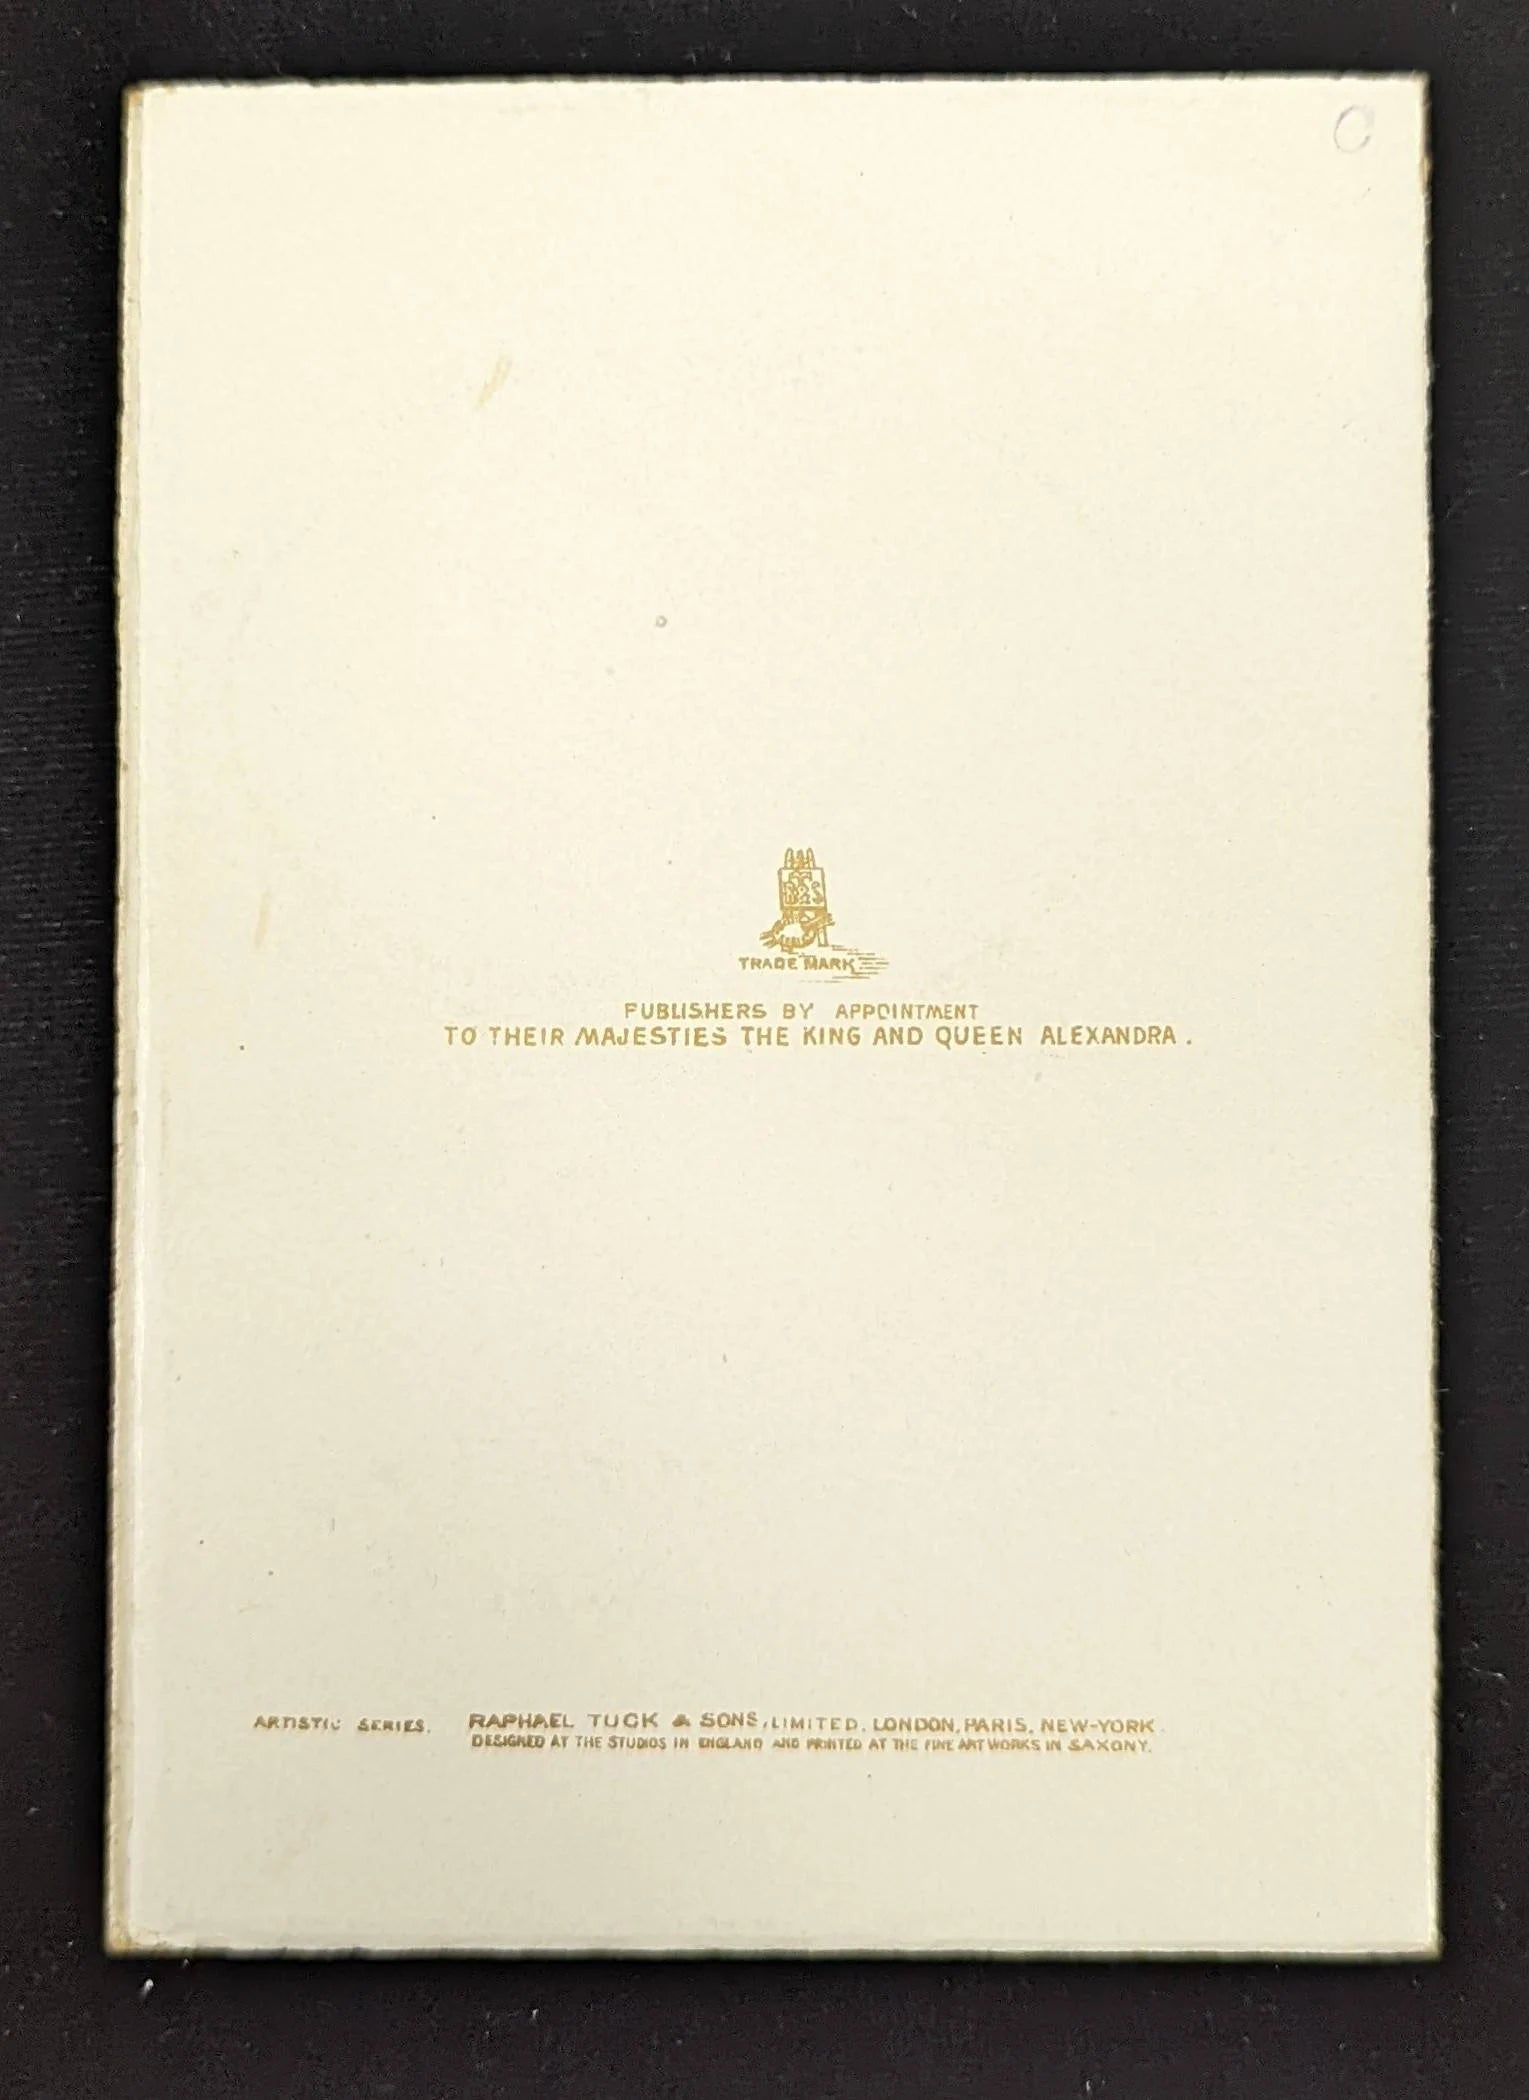 TRADE MARK
PUBLISHERS BY APPOINTMENT
TO THEIR MAJESTIES THE KING AND QUEEN ALEXANDRA.
ARTISTIC SERIES. RAPHAEL TUCK & SONS, LIMITED. LONDON, PARIS, NEW-YORK.
DESIGNED AT THE STUDIOS IN ENGLAND AND PRINTED AT THE FINE ART WORKS IN SAXONY.